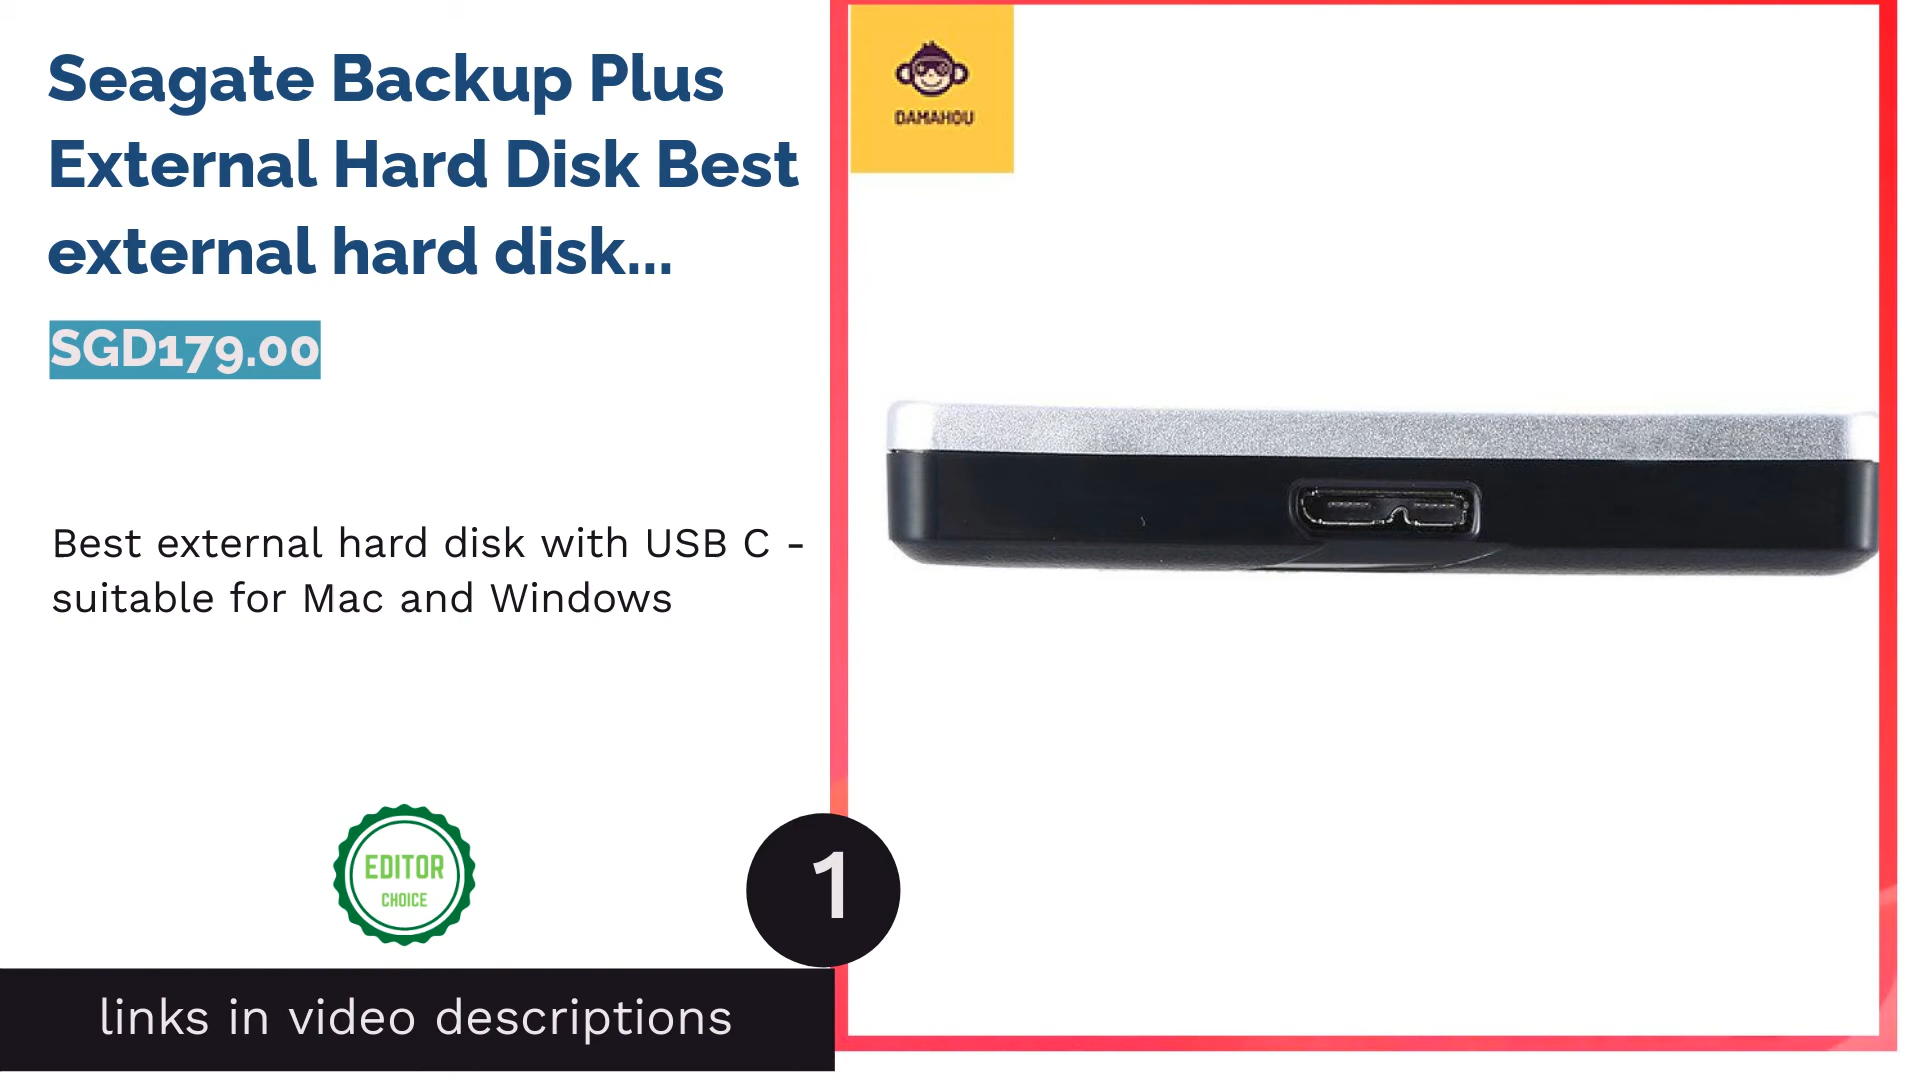 Seagate Backup Plus
External Hard Disk Best
external hard disk...
SGD179.00
Best external hard disk with USB C -
suitable for Mac and Windows
EDITOR
CHOICE
links in video descriptions
1
DAMAHOU